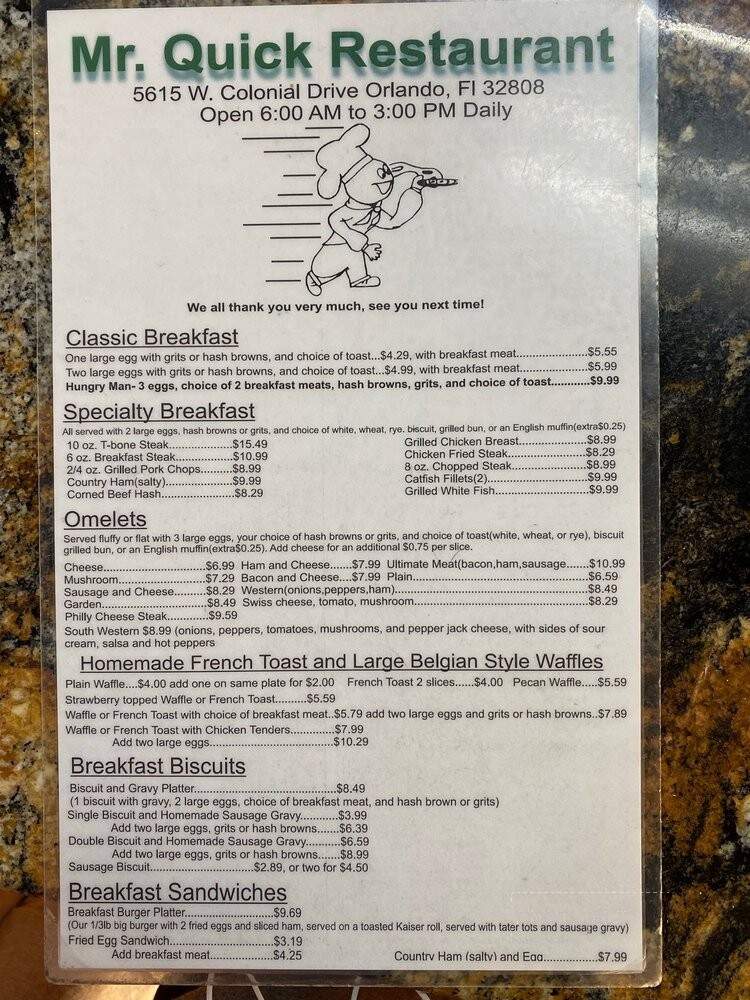 Mr. Quick Restaurant
5615 W. Colonial Drive Orlando, Fl 32808
Open 6:00 AM to 3:00 PM Daily
We all thank you very much, see you next time!
Classic Breakfast
One large egg with grits or hash browns, and choice of toast...$4.29, with breakfast meat......................$5.55
Two large eggs with grits or hash browns, and choice of toast...$4.99, with breakfast meat.....................$5.99
Hungry Man- 3 eggs, choice of 2 breakfast meats, hash browns, grits, and choice of toast............$9.99
Specialty Breakfast
All served with 2 large eggs, hash browns or grits, and choice of white, wheat, rye. biscuit, grilled bun, or an English muffin(extra$0.25)
10 oz. T-bone Steak...................$15.49
6 oz. Breakfast Steak.................$10.99
2/4 oz. Grilled Pork Chops..........$8.99
Country Ham(salty)....................$9.99
Corned Beef Hash......................$8.29
Grilled Chicken Breast.....................$8.99
Chicken Fried Steak........................$8.29
8 oz. Chopped Steak.......................$8.99
Catfish Fillets(2)..............................$9.99
Grilled White Fish............................$9.99
Omelets
Served fluffy or flat with 3 large eggs, your choice of hash browns or grits, and choice of toast(white, wheat, or rye), biscuit
grilled bun, or an English muffin(extra$0.25). Add cheese for an additional $0.75 per slice.
Cheese...............................$6.99 Ham and Cheese.......$7.99 Ultimate Meat(bacon,ham,sausage.......$10.99
Mushroom..........................$7.29 Bacon and Cheese....$7.99 Plain.....................................................$6.59
Sausage and Cheese.........$8.29 Western(onions,peppers,ham)...........................................................$8.49
Garden................................$8.49 Swiss cheese, tomato, mushroom.....................................................$8.29
Philly Cheese Steak............$9.59
South Western $8.99 (onions, peppers, tomatoes, mushrooms, and pepper jack cheese, with sides of sour
cream, salsa and hot peppers
Homemade French Toast and Large Belgian Style Waffles
Plain Waffle....$4.00 add one on same plate for $2.00 French Toast 2 slices......$4.00 Pecan Waffle.....$5.59
Strawberry topped Waffle or French Toast..........$5.59
Waffle or French Toast with choice of breakfast meat..$5.79 add two large eggs and grits or hash browns..$7.89
Waffle or French Toast with Chicken Tenders..............$7.99
Add two large eggs.......................................$10.29
Breakfast Biscuits
Biscuit and Gravy Platter.............................................$8.49
(1 biscuit with gravy, 2 large eggs, choice of breakfast meat, and hash brown or grits)
Single Biscuit and Homemade Sausage Gravy............$3.99
Add two large eggs, grits or hash browns.......$6.39
Double Biscuit and Homemade Sausage Gravy...........$6.59
Add two large eggs, grits or hash browns.......$8.99
Sausage Biscuit.................................$2.89, or two for $4.50
Breakfast Sandwiches
Breakfast Burger Platter............................$9.69
(Our 1/3lb big burger with 2 fried eggs and sliced ham, served on a toasted Kaiser roll, served with tater tots and sausage gravy)
Fried Egg Sandwich.................................$3.19
Add breakfast meat....................$4.25
Country Ham (salty) and Egg.................$7.99